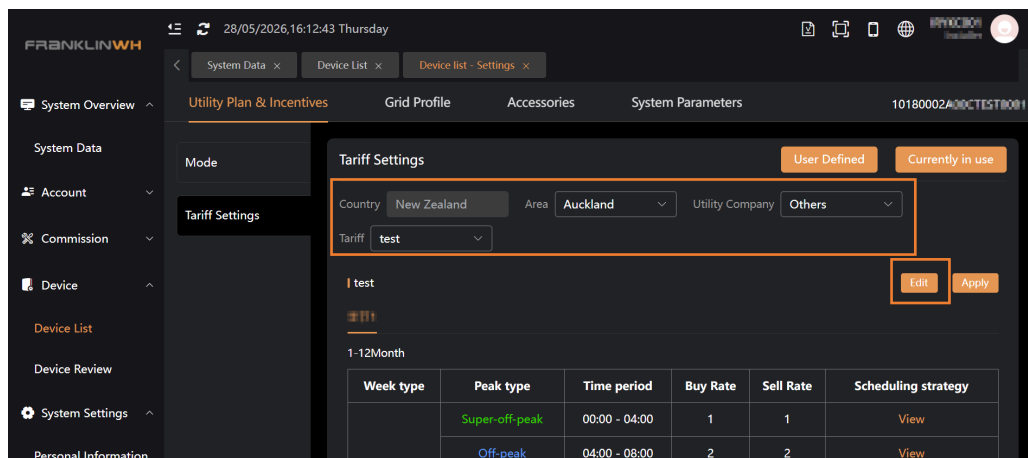 FRANKLINWH
28/05/2026,16:12:43 Thursday
System Data ×
Device List ×
Device list - Settings ×
System Overview
System Data
Account
Commission
Device
Device List
Device Review
System Settings
Personal Information
Utility Plan & Incentives
Grid Profile
Accessories
System Parameters
Mode
Tariff Settings
Tariff Settings
User Defined
Currently in use
Country New Zealand Area Auckland Utility Company Others
Tariff test
test
Edit Apply
1-12Month
Week type Peak type Time period Buy Rate Sell Rate Scheduling strategy
Super-off-peak 00:00 - 04:00 1 1 View
Off-peak 04:00 - 08:00 2 2 View